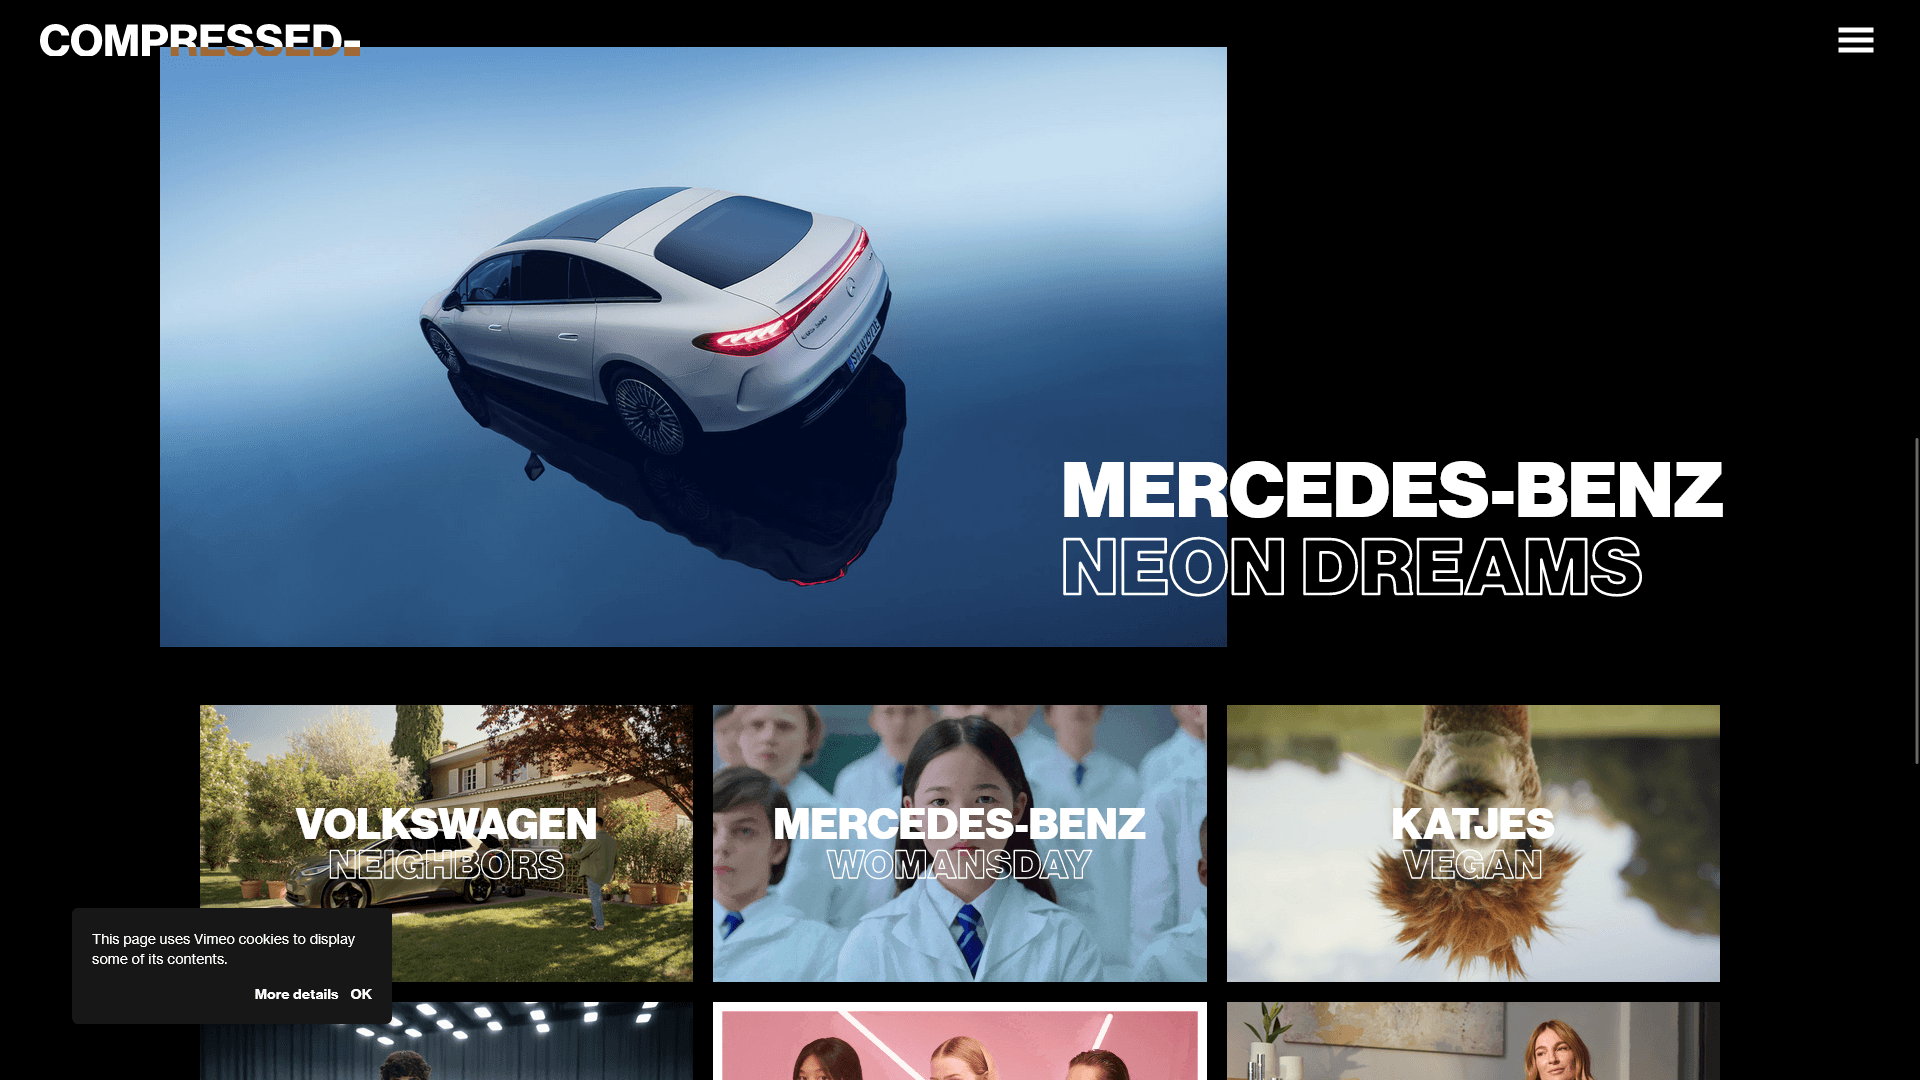 COMPRESSED-
MERCEDES-BENZ
NEON DREAMS
VOLKSWAGEN
NEIGHBORS
MERCEDES-BENZ
WOMANSDAY
KATJES
VEGAN
This page uses Vimeo cookies to display
some of its contents.
More details OK